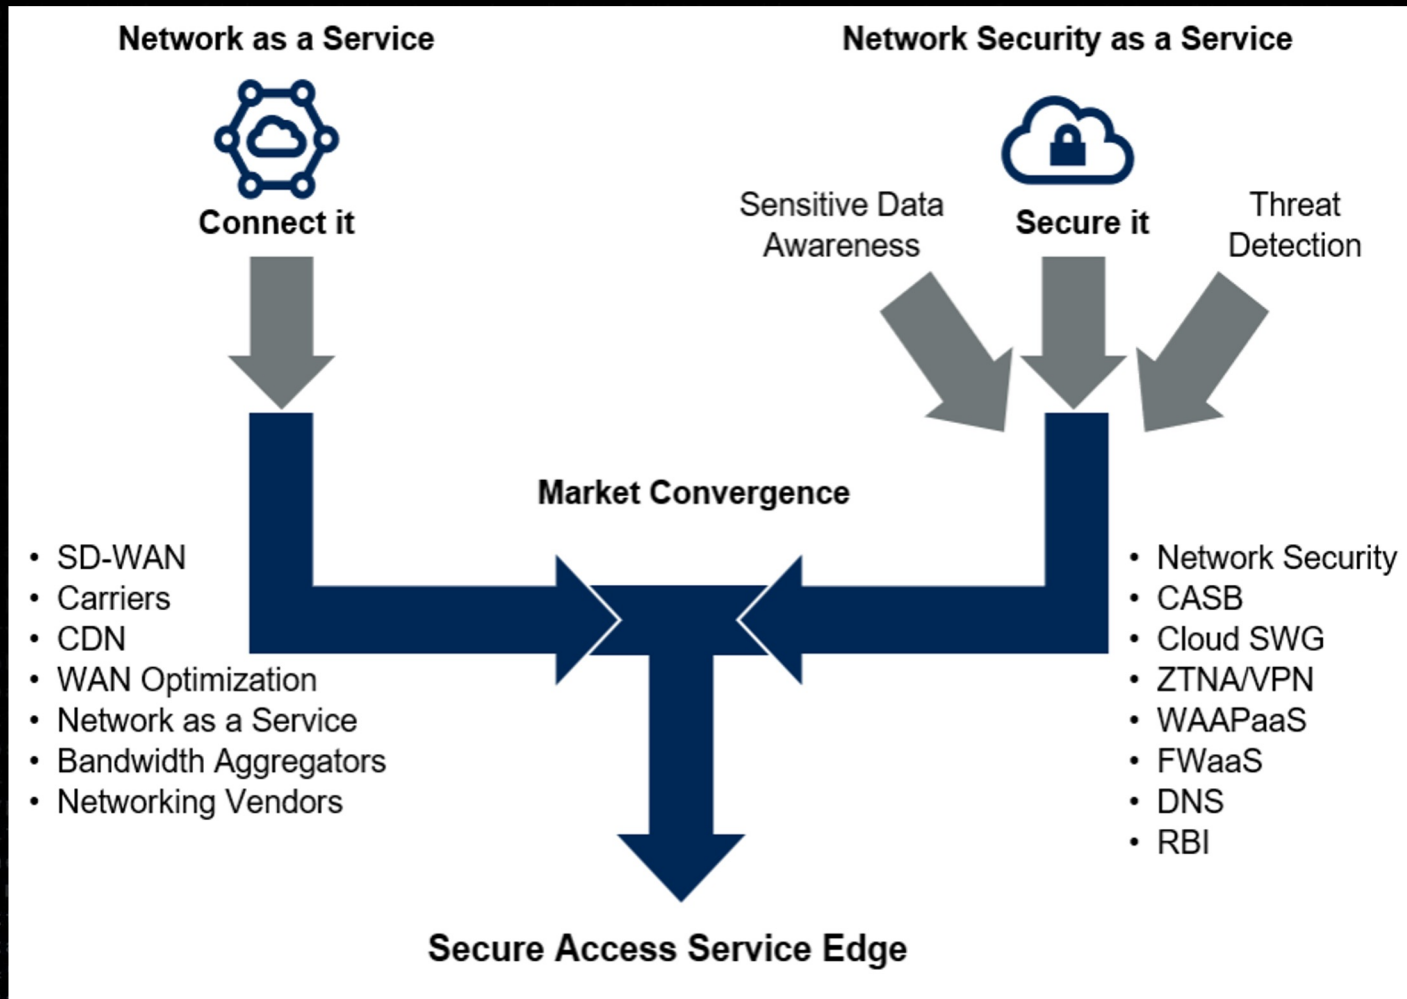 Network as a Service
Connect it
Network Security as a Service
Sensitive Data
Awareness
Secure it
Threat
Detection
Market Convergence
• SD-WAN
• Carriers
• CDN
• WAN Optimization
• Network as a Service
• Bandwidth Aggregators
• Networking Vendors
• Network Security
• CASB
• Cloud SWG
• ZTNA/VPN
• WAAPaaS
• FWaaS
• DNS
• RBI
Secure Access Service Edge